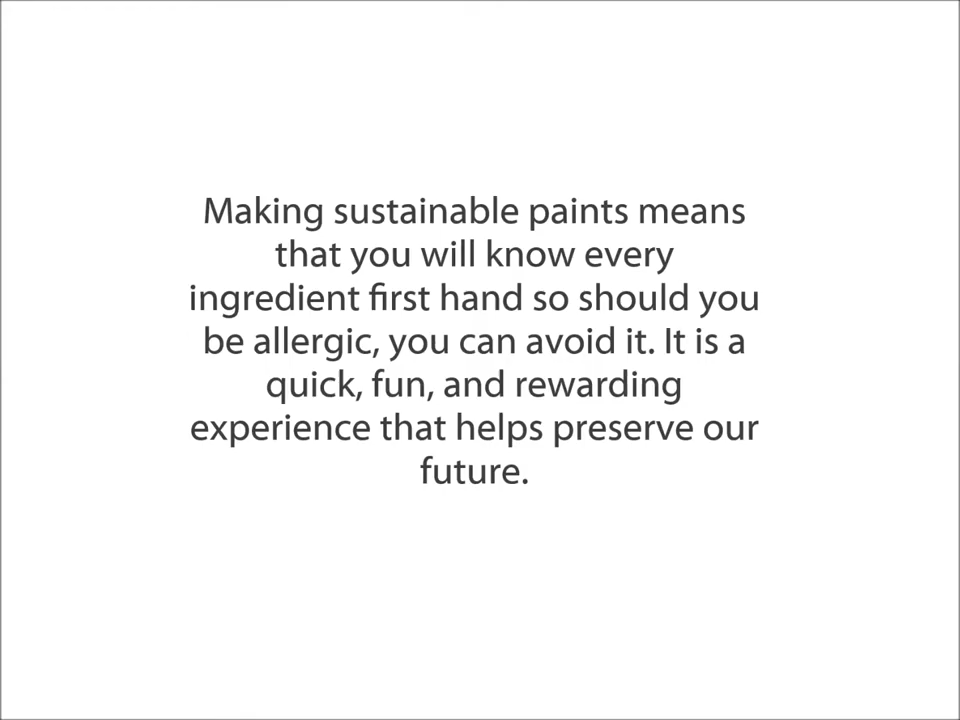 Making sustainable paints means
that you will know every
ingredient first hand so should you
be allergic, you can avoid it. It is a
quick, fun, and rewarding
experience that helps preserve our
future.